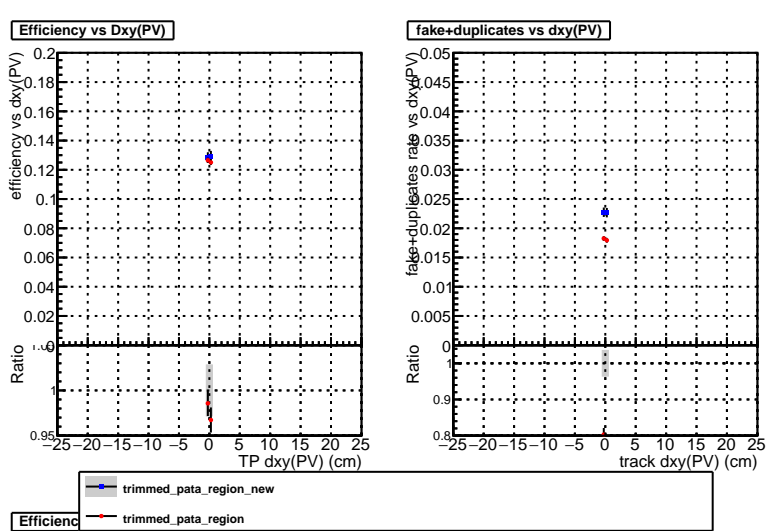 Efficiency vs Dxy(PV)
efficiency vs dxy(PV)
0.2
0.18
0.16
0.14
0.12
0.1
0.08
0.06
0.04
0.02
0
Ratio
1
0.95
−25 −20 −15 −10 −5 0 5 10 15 20 25
TP dxy(PV) (cm)
fake+duplicates vs dxy(PV)
fake+duplicates rate vs dxy(PV)
0.05
0.045
0.04
0.035
0.03
0.025
0.02
0.015
0.01
0.005
0
Ratio
1
0.9
0.8
−25 −20 −15 −10 −5 0 5 10 15 20 25
track dxy(PV) (cm)
trimmed_pata_region_new
trimmed_pata_region
Efficienc